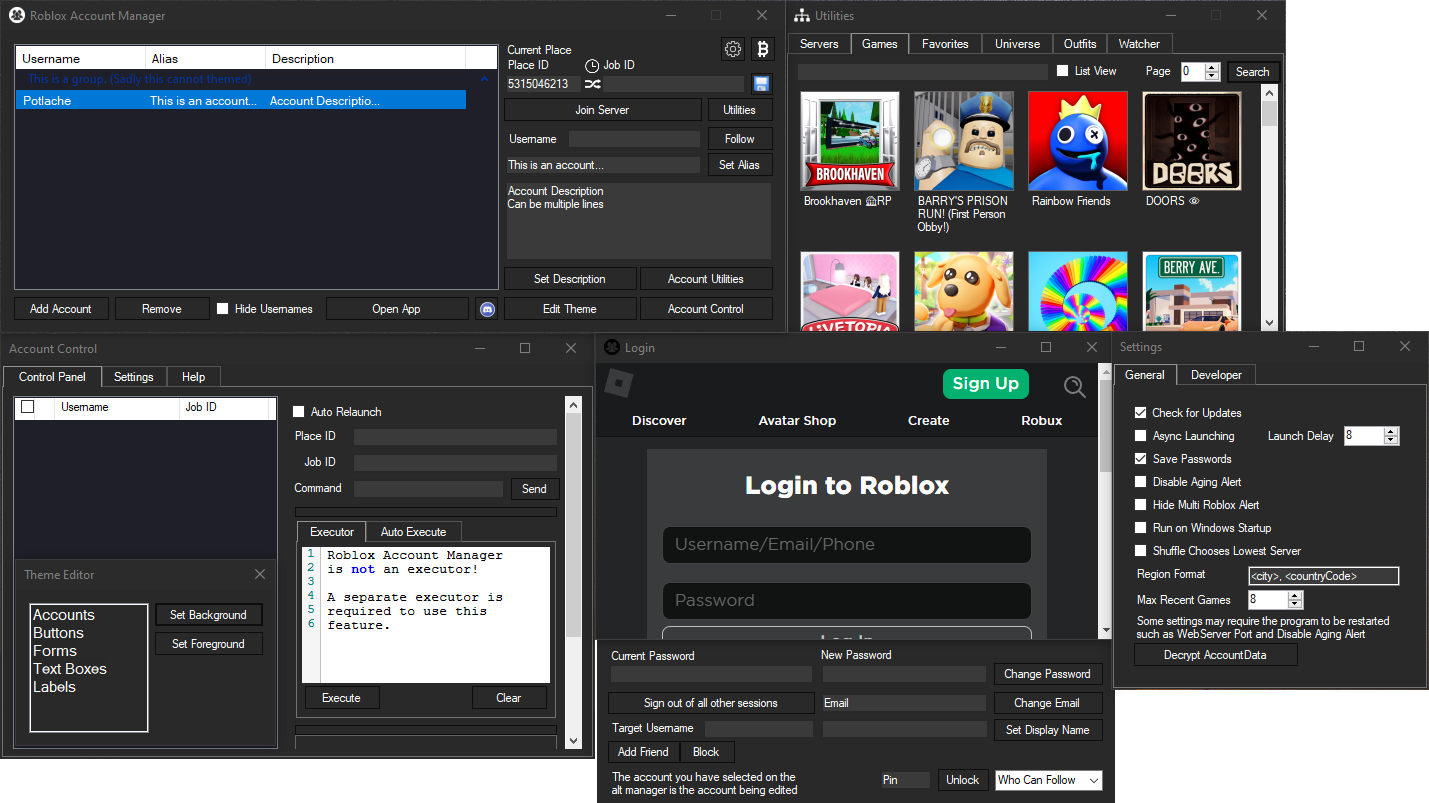 Roblox Account Manager
Username Alias Description
This is a group. (Sadly this cannot themed)
Potlache This is an account... Account Descriptio...
Add Account Remove Hide Usernames Open App
Current Place
Place ID Job ID
5315046213
Join Server Utilities
Username Follow
This is an account... Set Alias
Account Description
Can be multiple lines
Set Description Account Utilities
Edit Theme Account Control
Utilities
Servers Games Favorites Universe Outfits Watcher
List View Page 0 Search
BROOKHAVEN
DOORS
Brookhaven 🏡RP
BARRY'S PRISON
RUN! (First Person
Obby!)
Rainbow Friends
DOORS 👁
LIVETOPIA
BERRY AVE.
Account Control
Control Panel Settings Help
Username Job ID
Auto Relaunch
Place ID
Job ID
Command Send
Executor Auto Execute
1 Roblox Account Manager
2 is not an executor!
3
4 A separate executor is
5 required to use this
6 feature.
Execute Clear
Theme Editor
Accounts
Buttons
Forms
Text Boxes
Labels
Set Background
Set Foreground
Login
Sign Up
Discover Avatar Shop Create Robux
Login to Roblox
Username/Email/Phone
Password
Log In
Current Password New Password
Change Password
Sign out of all other sessions Email Change Email
Target Username Set Display Name
Add Friend Block
The account you have selected on the
alt manager is the account being edited
Pin Unlock Who Can Follow
Settings
General Developer
Check for Updates
Async Launching Launch Delay 8
Save Passwords
Disable Aging Alert
Hide Multi Roblox Alert
Run on Windows Startup
Shuffle Chooses Lowest Server
Region Format <city>, <countryCode>
Max Recent Games 8
Some settings may require the program to be restarted
such as WebServer Port and Disable Aging Alert
Decrypt AccountData